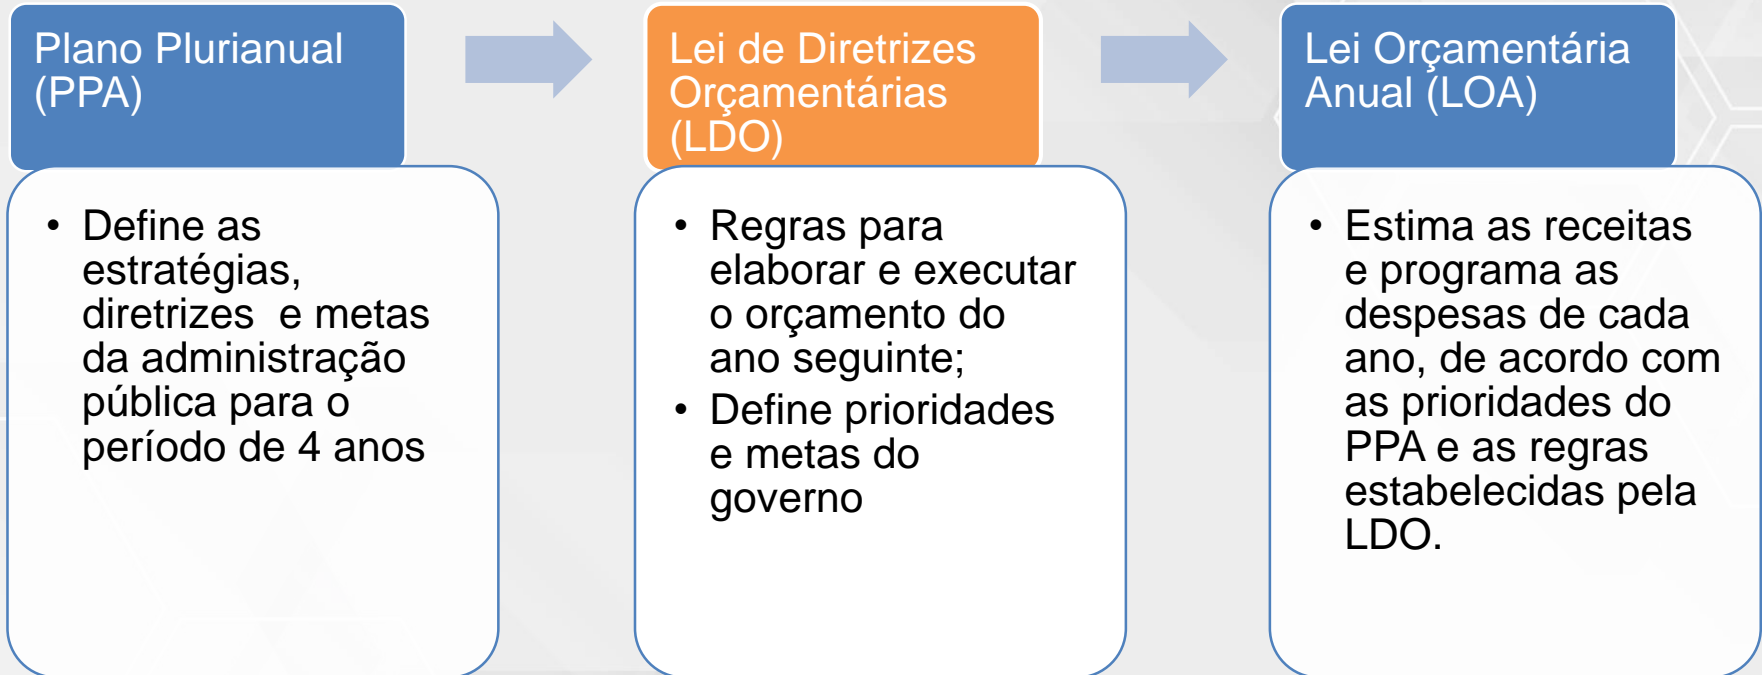 Plano Plurianual
(PPA)
• Define as
estratégias,
diretrizes e metas
da administração
pública para o
período de 4 anos
Lei de Diretrizes
Orçamentárias
(LDO)
• Regras para
elaborar e executar
o orçamento do
ano seguinte;
• Define prioridades
e metas do
governo
Lei Orçamentária
Anual (LOA)
• Estima as receitas
e programa as
despesas de cada
ano, de acordo com
as prioridades do
PPA e as regras
estabelecidas pela
LDO.